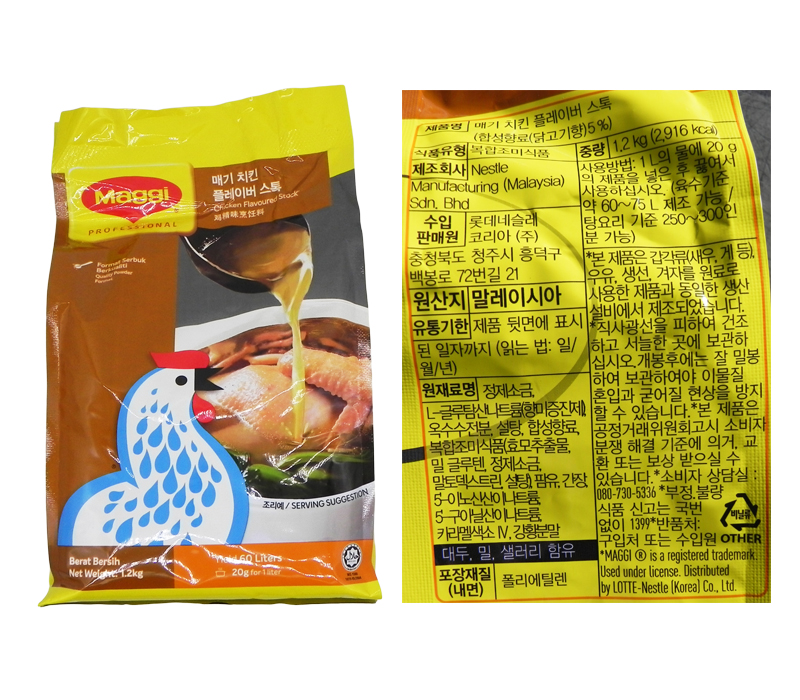 Maggi
PROFESSIONAL
매기 치킨
플레이버 스톡
Chicken Flavoured Stock
Format Serbuk
Berkualiti
Quality Powder
Format
조리예 / SERVING SUGGESTION
Berat Bersih
Net Weight: 1.2kg
60 Liters
20g for 1 liter
제품명 매기 치킨 플레이버 스톡
(합성향료(닭고기향)5%)
식품유형 복합조미식품
제조회사 Nestle
Manufacturing (Malaysia)
Sdn, Bhd
수입
판매원
롯데네슬레
코리아 (주)
충청북도 청주시 흥덕구
백봉로 72번길 21
원산지 말레이시아
유통기한 제품 뒷면에 표시
된 일자까지 (읽는 법: 일/
월/년)
원재료명 정제소금,
L-글루탐산나트륨(향미증진제),
옥수수전분, 설탕, 합성향료,
복합조미식품(효모추출물,
밀 글루텐, 정제소금,
말토덱스트린, 설탕) 팜유, 간장
5-이노신산이나트륨
5-구아닐산이나트륨
카라멜색소 IV, 강황분말
대두, 밀, 샐러리 함유
포장재질
(내면)
폴리에틸렌
중량 1,2 kg (2,916 kcal)
사용방법: 1 L의 물에 20 g
의 제품을 넣은 후 끓여서
사용하십시오. (육수기준
약 60~75 L 제조 가능 /
탕요리 기준 250~300인
분 가능)
*본 제품은 갑각류(새우, 게 등),
우유, 생선, 겨자를 원료로
사용한 제품과 동일한 생산
설비에서 제조되었습니다.
*직사광선을 피하여 건조
하고 서늘한 곳에 보관하
십시오.개봉후에는 잘 밀봉
하여 보관하여야 이물질
혼입과 굳어질 현상을 방지
할 수 있습니다.*본 제품은
공정거래위원회고시 소비자
분쟁 해결 기준에 의거, 교
환 또는 보상 받으실 수
있습니다.*소비자 상담실 :
080-730-5336 *부정,불량
식품 신고는 국번
없이 1399*반품처:
구입처 또는 수입원
비닐류
OTHER
*MAGGI ® is a registered trademark.
Used under license. Distributed
by LOTTE-Nestle (Korea) Co., Ltd.